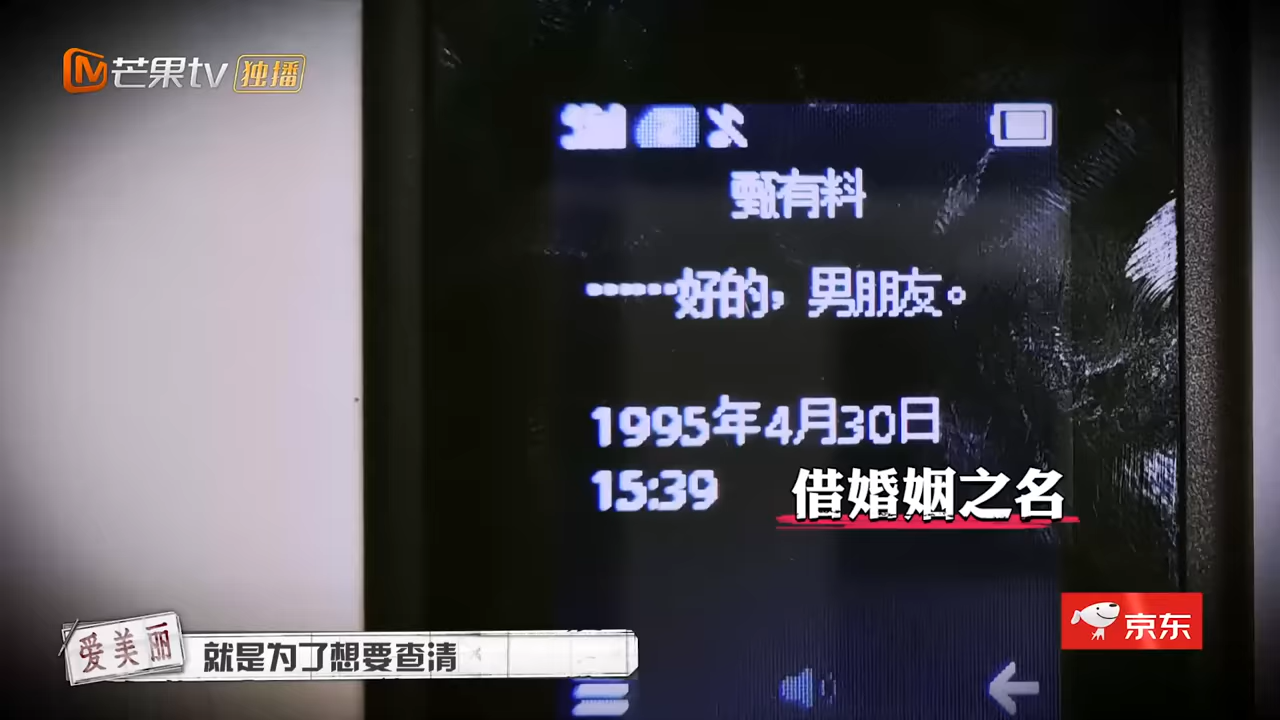 芒果tv 独播
甄有料
……好的，男朋友。
1995年4月30日
15:39
借婚姻之名
京东
爱美丽
就是为了想要查清